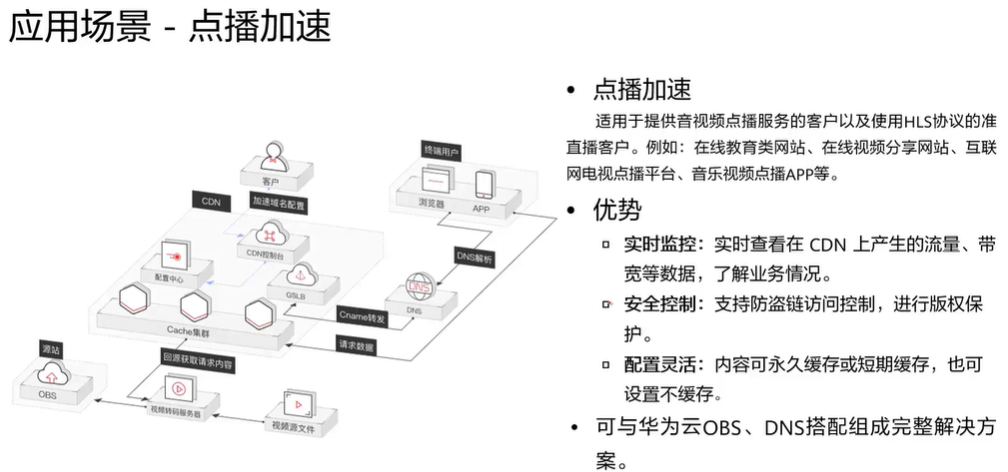 应用场景 - 点播加速
终端用户
浏览器
APP
客户
CDN
加速域名配置
CDN控制台
DNS解析
配置中心
GSLB
DNS
Cname转发
Cache集群
请求数据
源站
回源获取请求内容
OBS
视频转码服务器
视频源文件
• 点播加速
适用于提供音视频点播服务的客户以及使用HLS协议的准
直播客户。例如：在线教育类网站、在线视频分享网站、互联
网电视点播平台、音乐视频点播APP等。
• 优势
实时监控：实时查看在 CDN 上产生的流量、带
宽等数据，了解业务情况。
安全控制：支持防盗链访问控制，进行版权保
护。
配置灵活：内容可永久缓存或短期缓存，也可
设置不缓存。
• 可与华为云OBS、DNS搭配组成完整解决方
案。